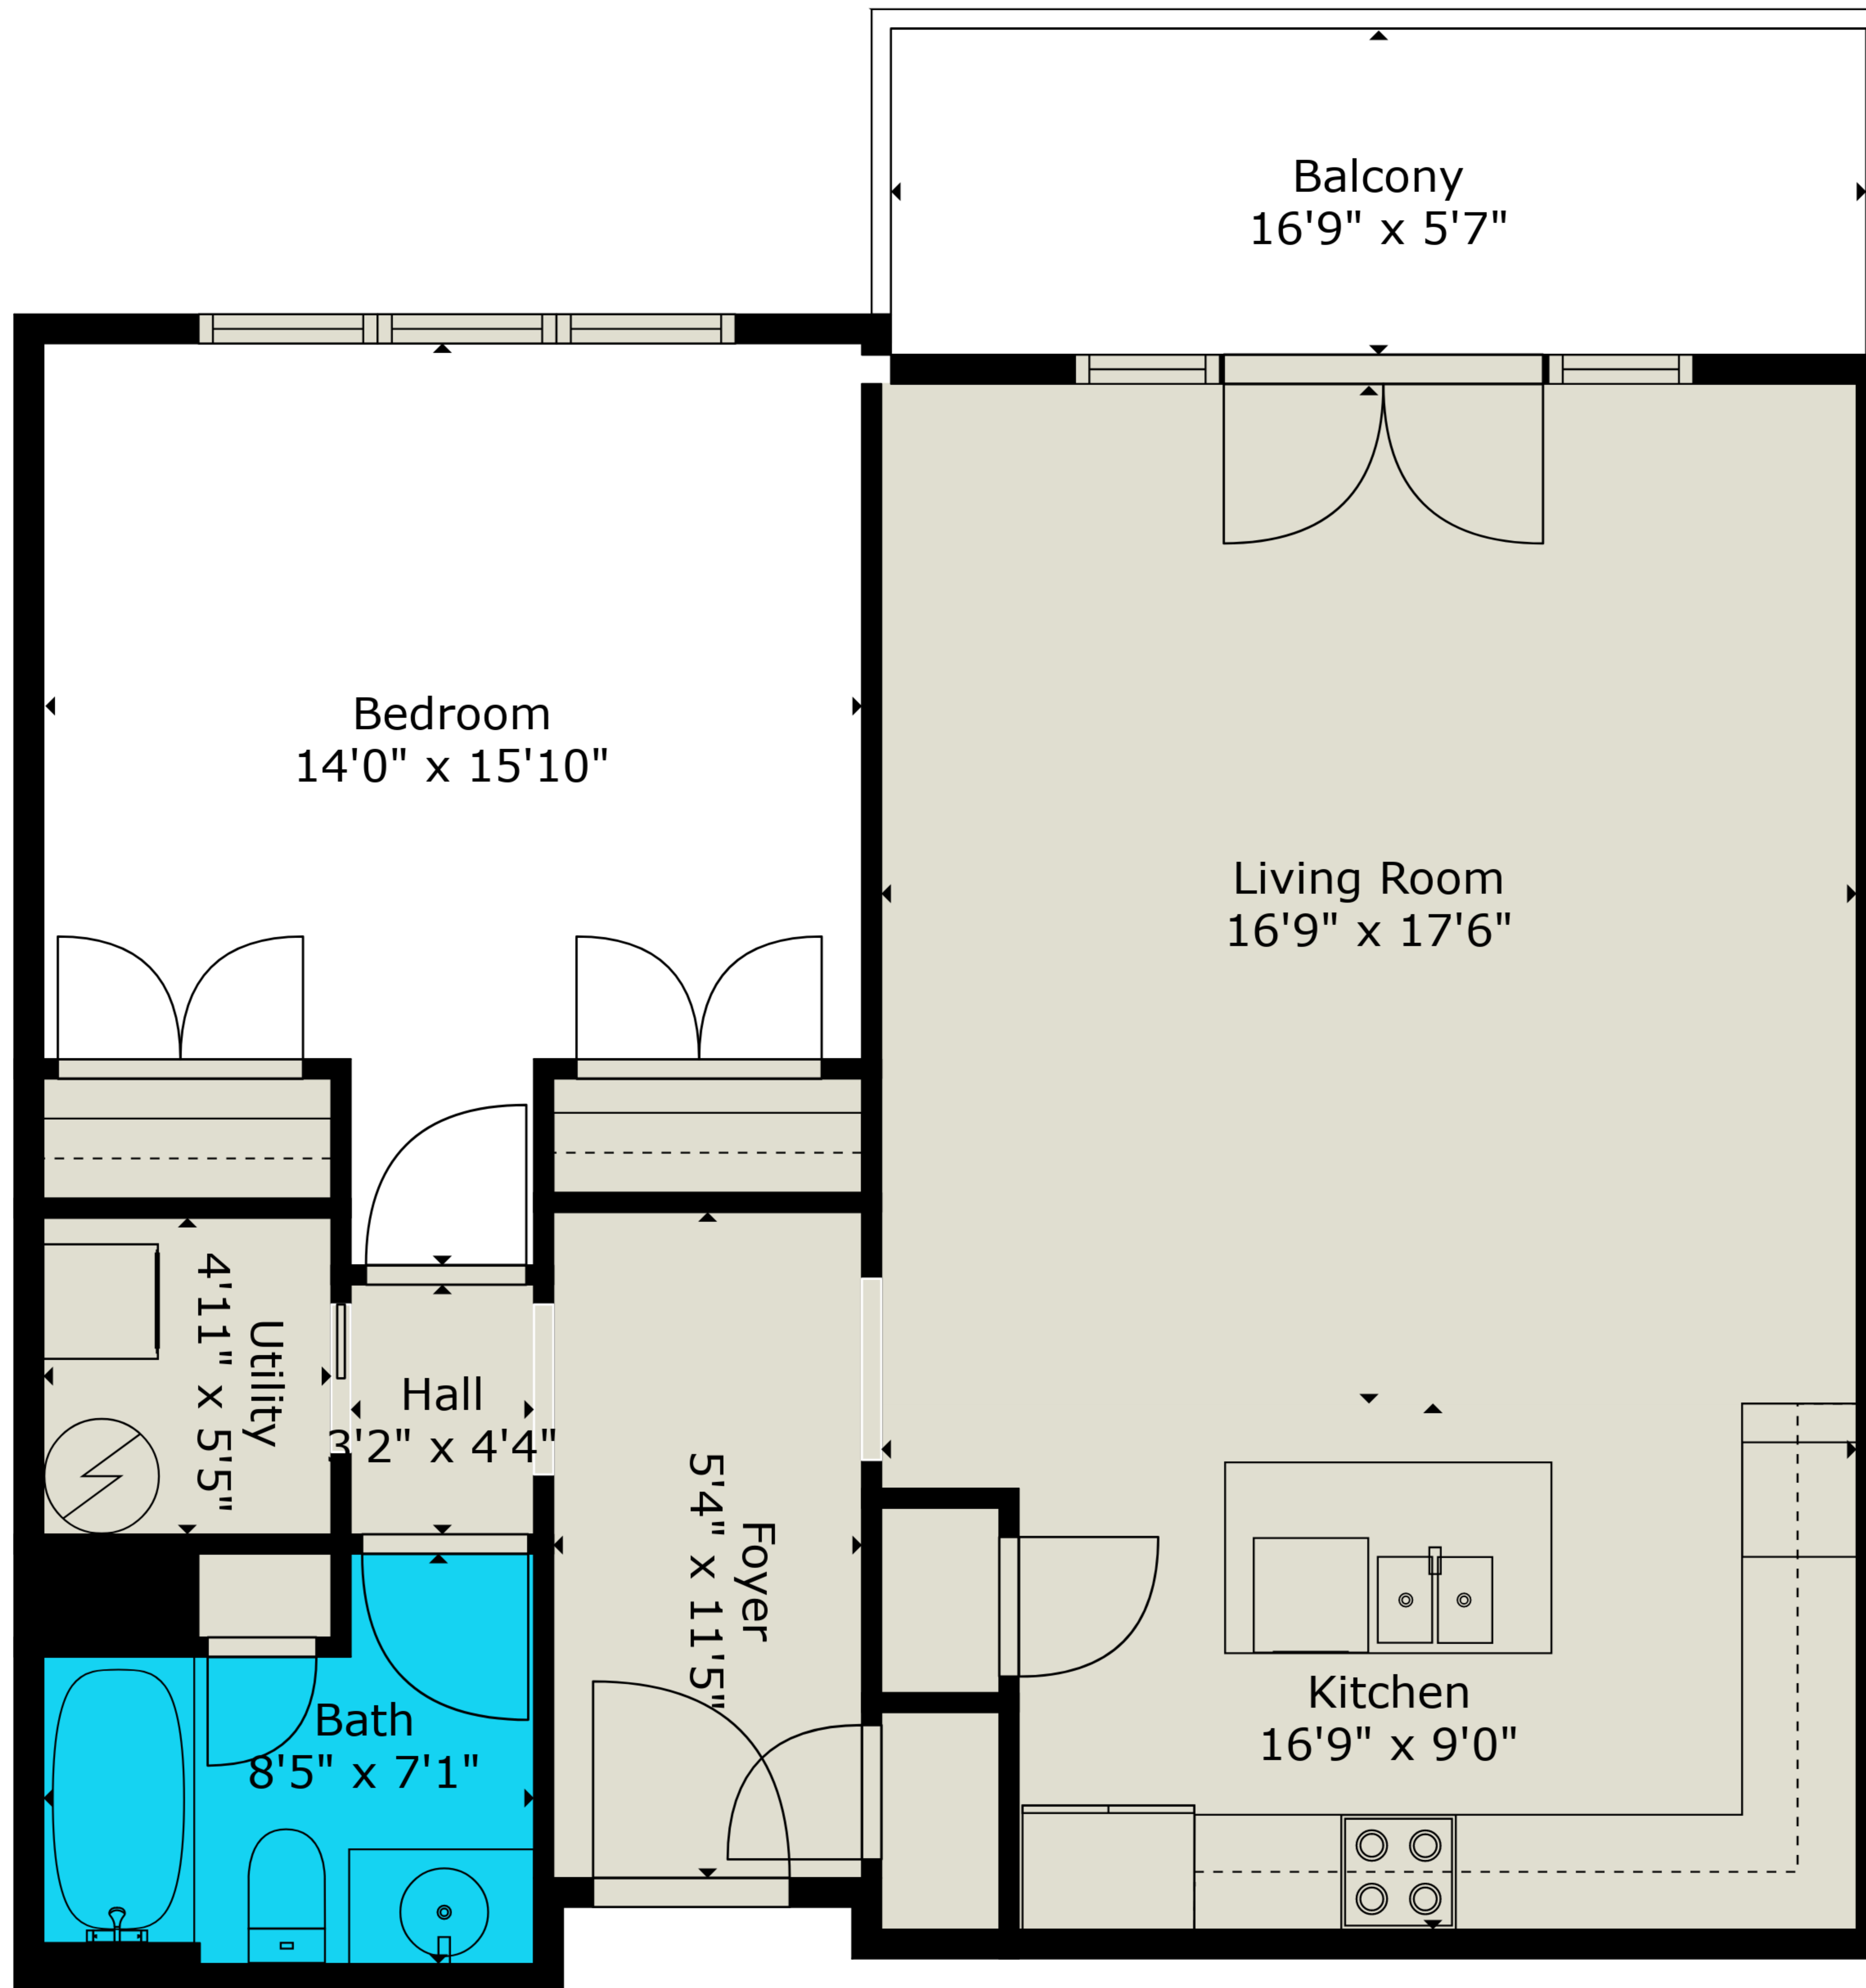 Balcony
16'9" x 5'7"
Bedroom
14'0" x 15'10"
Living Room
16'9" x 17'6"
Utility
4'11" x 5'5"
Hall
3'2" x 4'4"
Foyer
5'4" x 11'5"
Kitchen
16'9" x 9'0"
Bath
8'5" x 7'1"